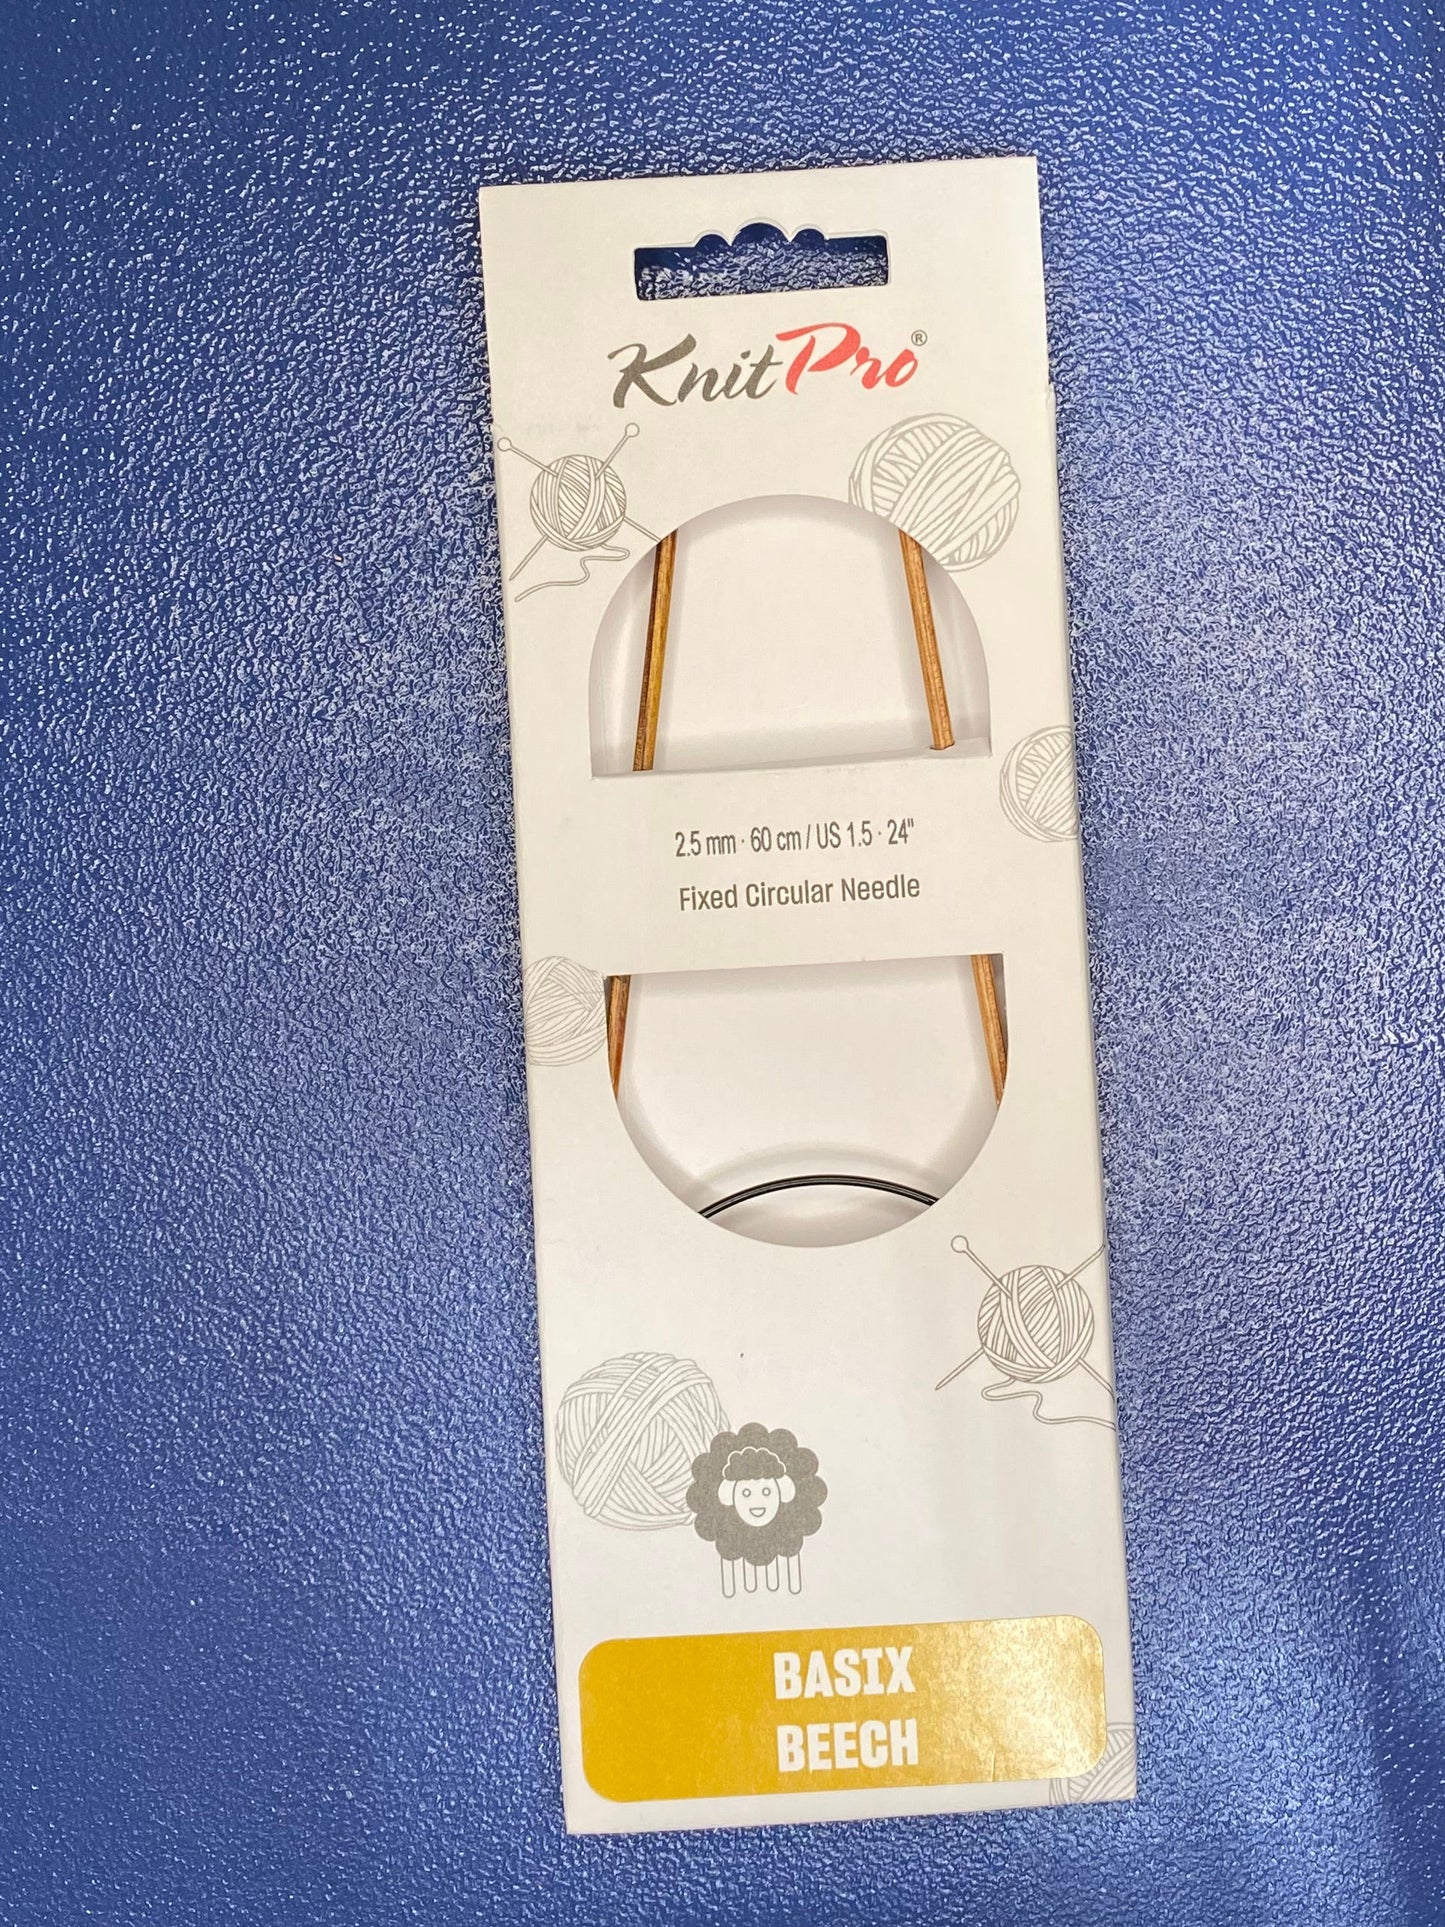 KnitPro®
2.5 mm · 60 cm / US 1.5 · 24"
Fixed Circular Needle
BASIX
BEECH